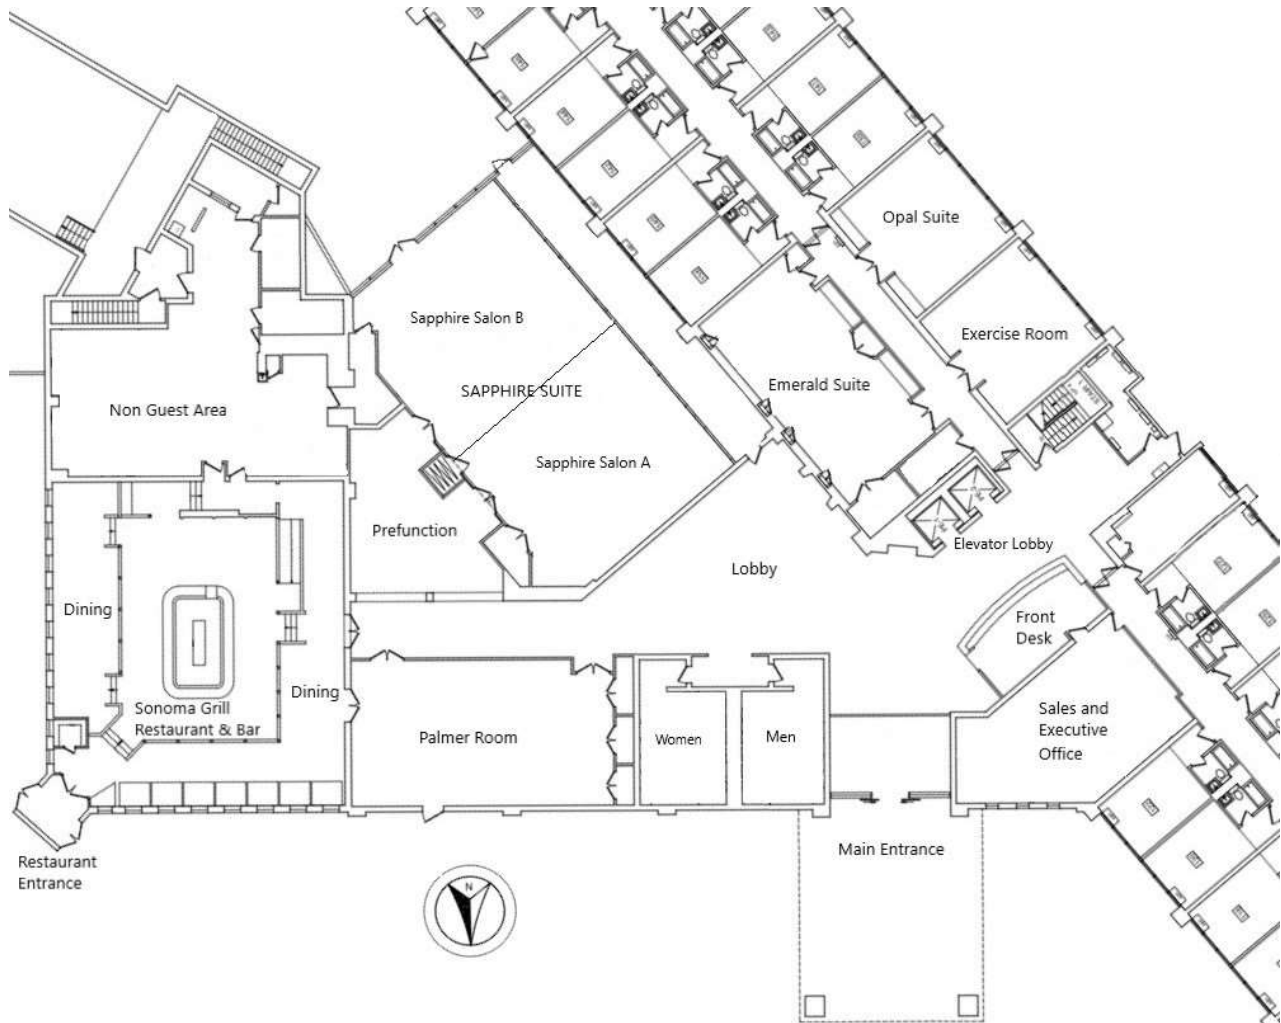 Opal Suite
Sapphire Salon B
Exercise Room
SAPPHIRE SUITE
Emerald Suite
Non Guest Area
Sapphire Salon A
Prefunction
Elevator Lobby
Lobby
Dining
Front
Desk
Dining
Sonoma Grill
Restaurant & Bar
Palmer Room
Women
Men
Sales and
Executive
Office
Main Entrance
Restaurant
Entrance
N